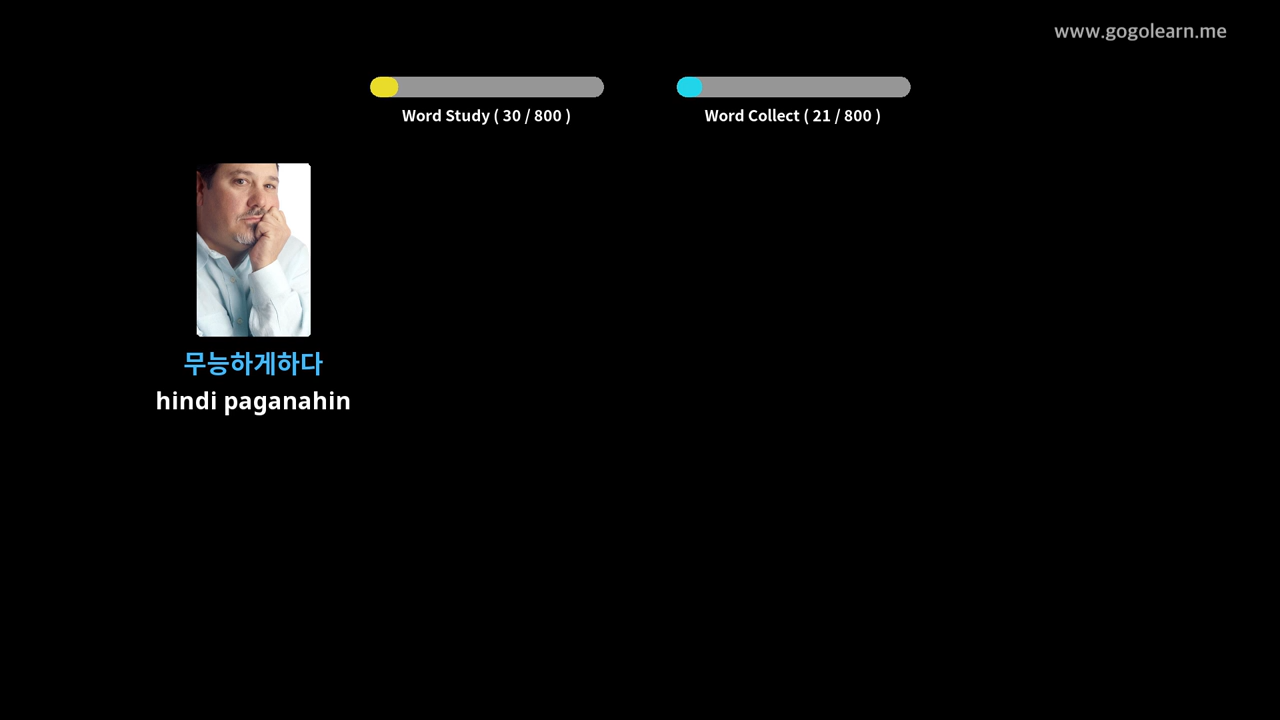 www.gogolearn.me
Word Study ( 30 / 800 )
Word Collect ( 21 / 800 )
무능하게하다
hindi paganahin